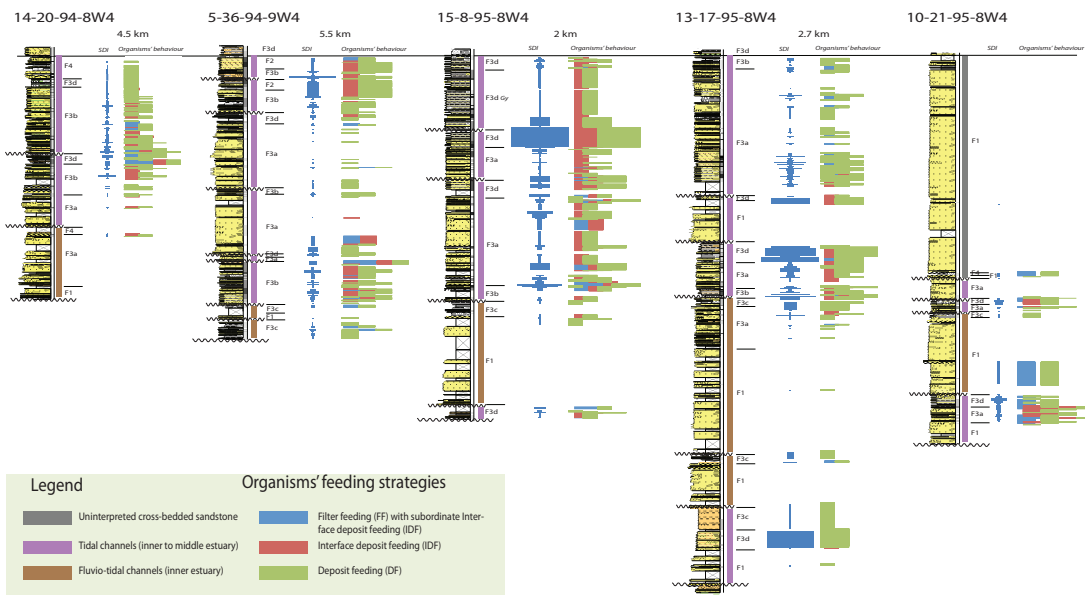 14-20-94-8W4
5-36-94-9W4
15-8-95-8W4
13-17-95-8W4
10-21-95-8W4
4.5 km
5.5 km
2 km
2.7 km
SDI Organisms' behaviour
F4
F3d
F3b
F3d
F3b
F3a
F4
F3a
F1
F3d
SDI Organisms' behaviour
F2
F3b
F2
F3b
F3d
F3a
F3b
F3a
F3d
F3a
F3b
F3c
F1
F3c
SDI Organisms' behaviour
F3d
F3d Gy
F3d
F3a
F3d
F3a
F3b
F3c
F1
F3d
F3d
SDI Organisms' behaviour
F3b
F3a
F3d
F1
F3d
F3a
F3b
F3c
F3a
F1
F3c
F1
F3c
F3d
F1
SDI Organisms' behaviour
F1
F4
F1
F3a
F3d
F3a
F3c
F1
F3d
F3a
F1
Legend
Uninterpreted cross-bedded sandstone
Tidal channels (inner to middle estuary)
Fluvio-tidal channels (inner estuary)
Organisms' feeding strategies
Filter feeding (FF) with subordinate Inter-
face deposit feeding (IDF)
Interface deposit feeding (IDF)
Deposit feeding (DF)